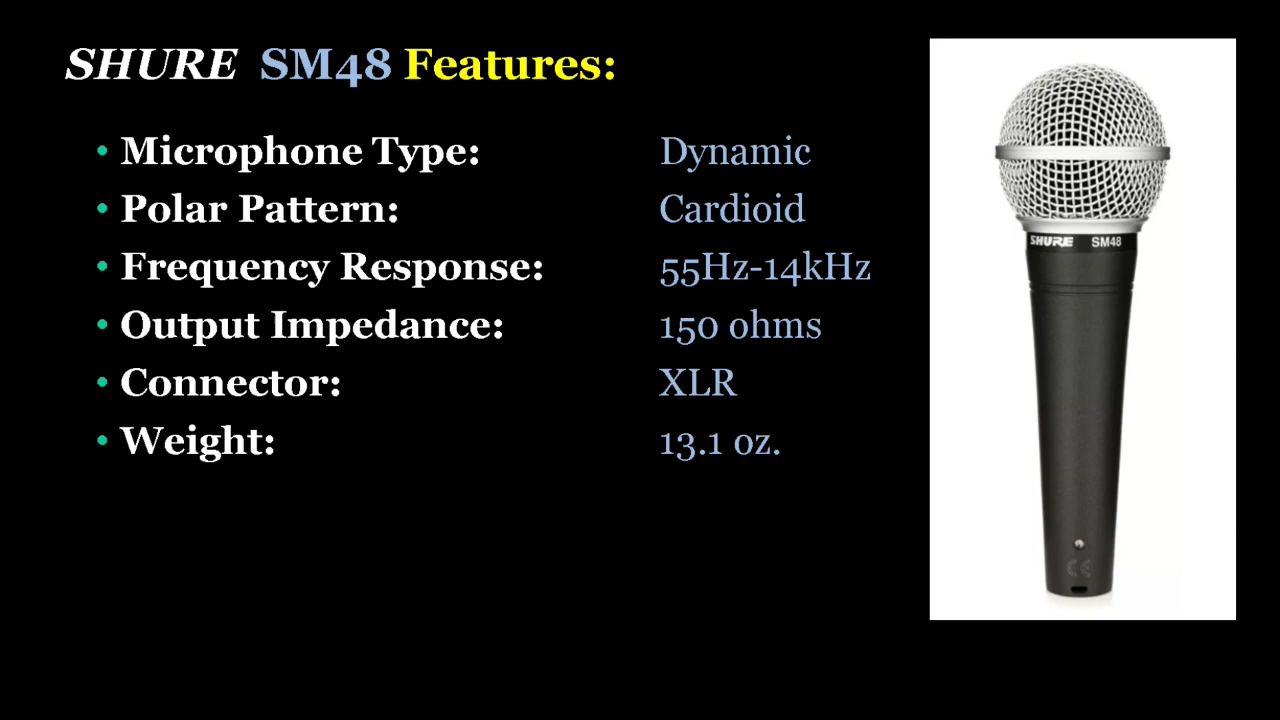 SHURE SM48 Features:
• Microphone Type: Dynamic
• Polar Pattern: Cardioid
• Frequency Response: 55Hz-14kHz
• Output Impedance: 150 ohms
• Connector: XLR
• Weight: 13.1 oz.
SHURE SM48
CE